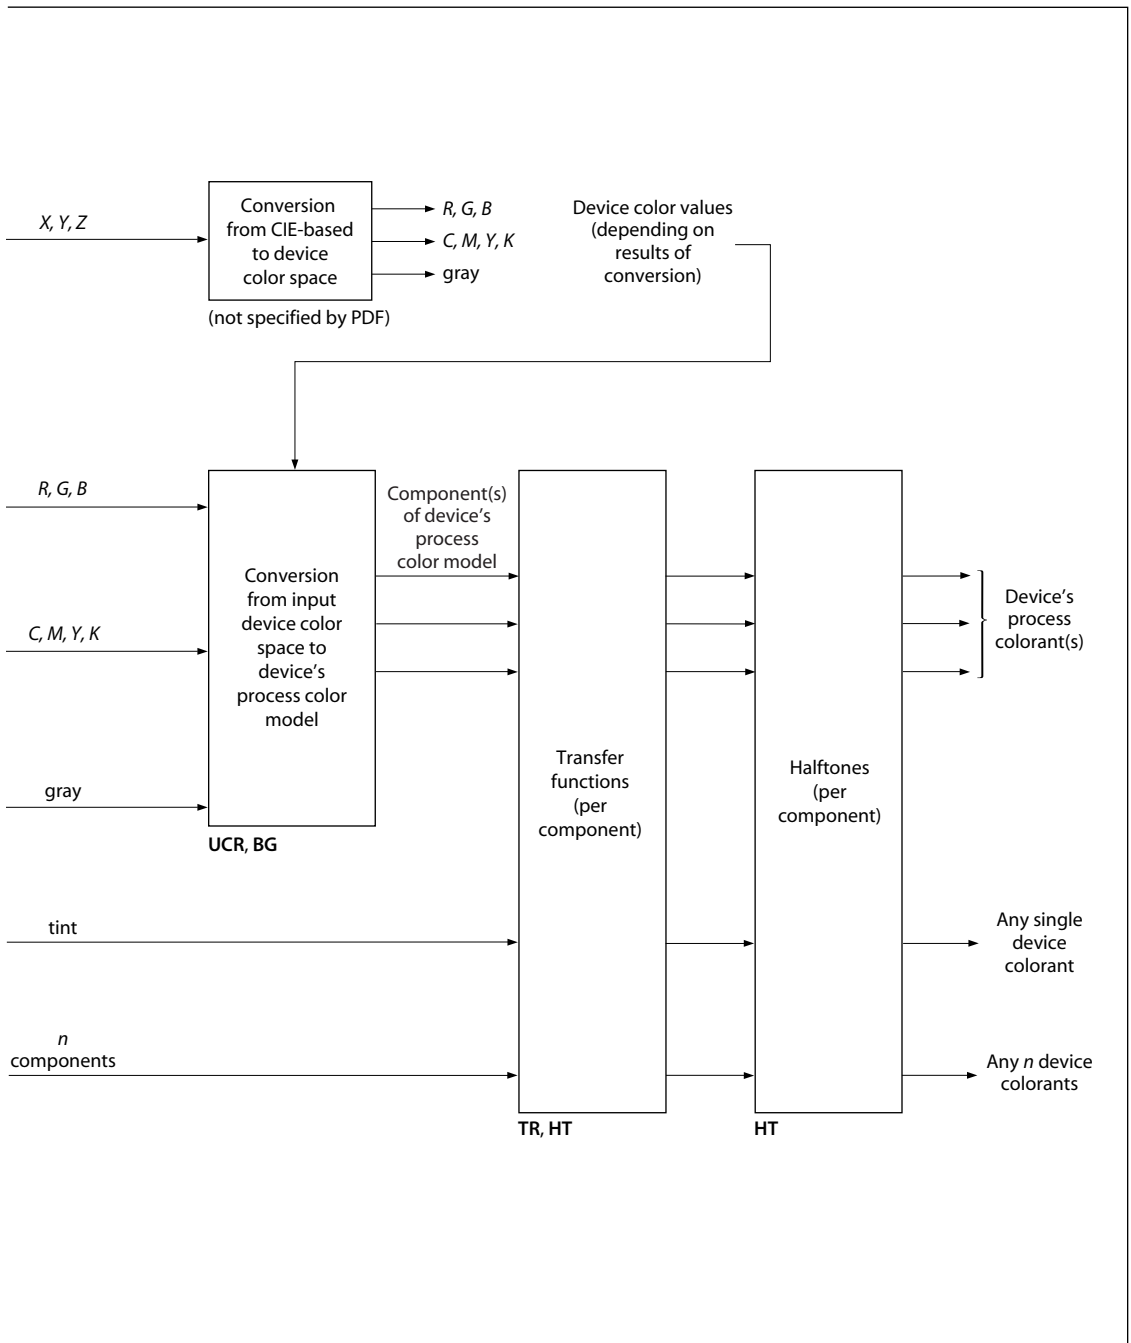 X, Y, Z
Conversion
from CIE-based
to device
color space
(not specified by PDF)
R, G, B
C, M, Y, K
gray
Device color values
(depending on
results of
conversion)
R, G, B
C, M, Y, K
gray
Conversion
from input
device color
space to
device’s
process color
model
UCR, BG
Component(s)
of device’s
process
color model
tint
n
components
Transfer
functions
(per
component)
TR, HT
Halftones
(per
component)
HT
Device’s
process
colorant(s)
Any single
device
colorant
Any n device
colorants